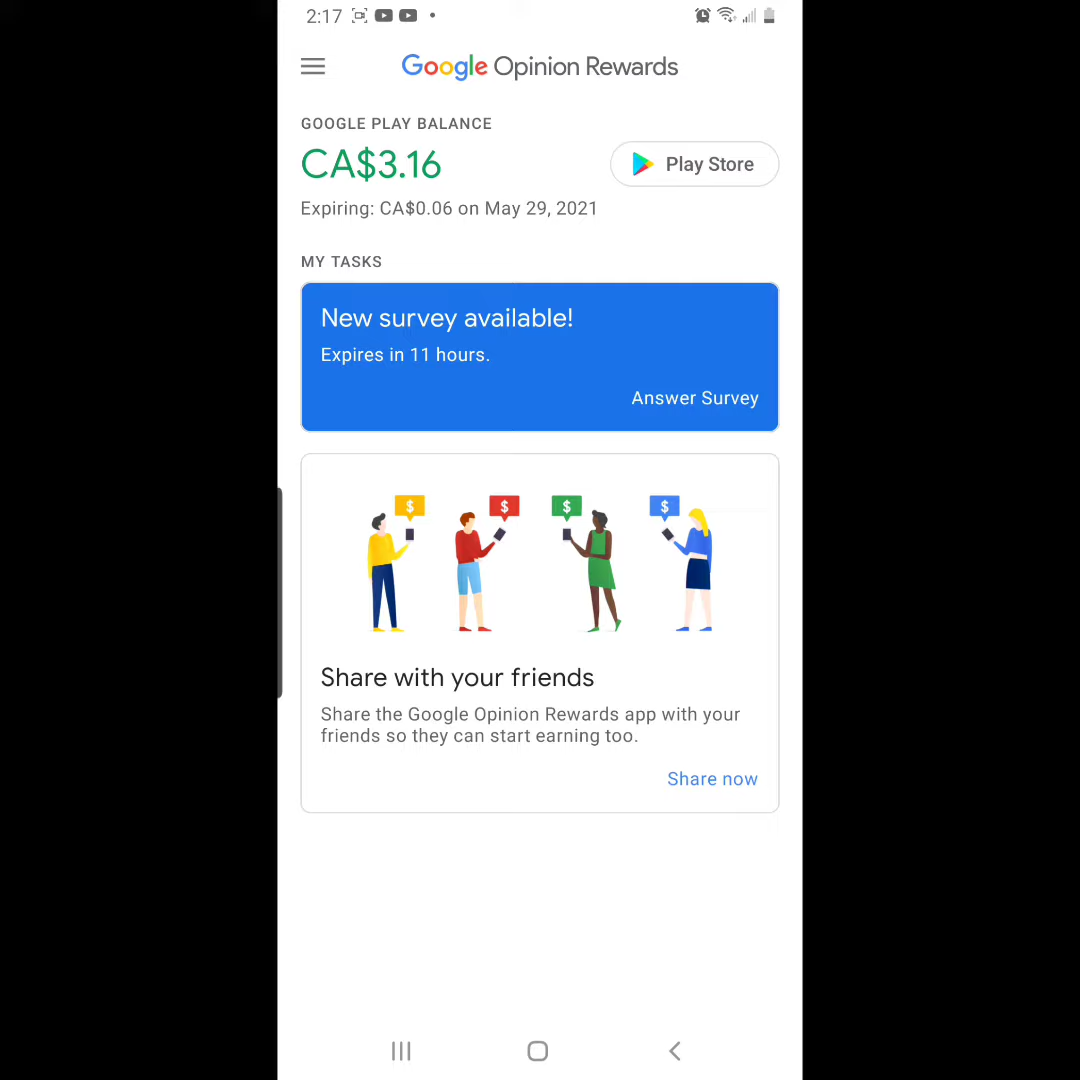 2:17
Google Opinion Rewards
GOOGLE PLAY BALANCE
CA$3.16
Play Store
Expiring: CA$0.06 on May 29, 2021
MY TASKS
New survey available!
Expires in 11 hours.
Answer Survey
$ $ $ $
Share with your friends
Share the Google Opinion Rewards app with your
friends so they can start earning too.
Share now